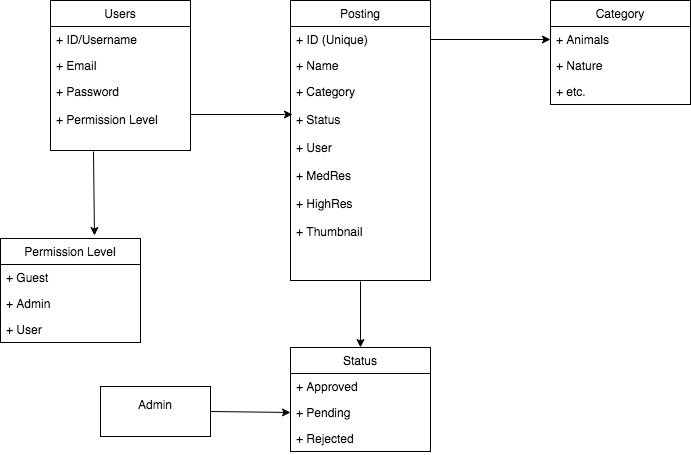 Users
+ ID/Username
+ Email
+ Password
+ Permission Level
Posting
+ ID (Unique)
+ Name
+ Category
+ Status
+ User
+ MedRes
+ HighRes
+ Thumbnail
Category
+ Animals
+ Nature
+ etc.
Permission Level
+ Guest
+ Admin
+ User
Admin
Status
+ Approved
+ Pending
+ Rejected